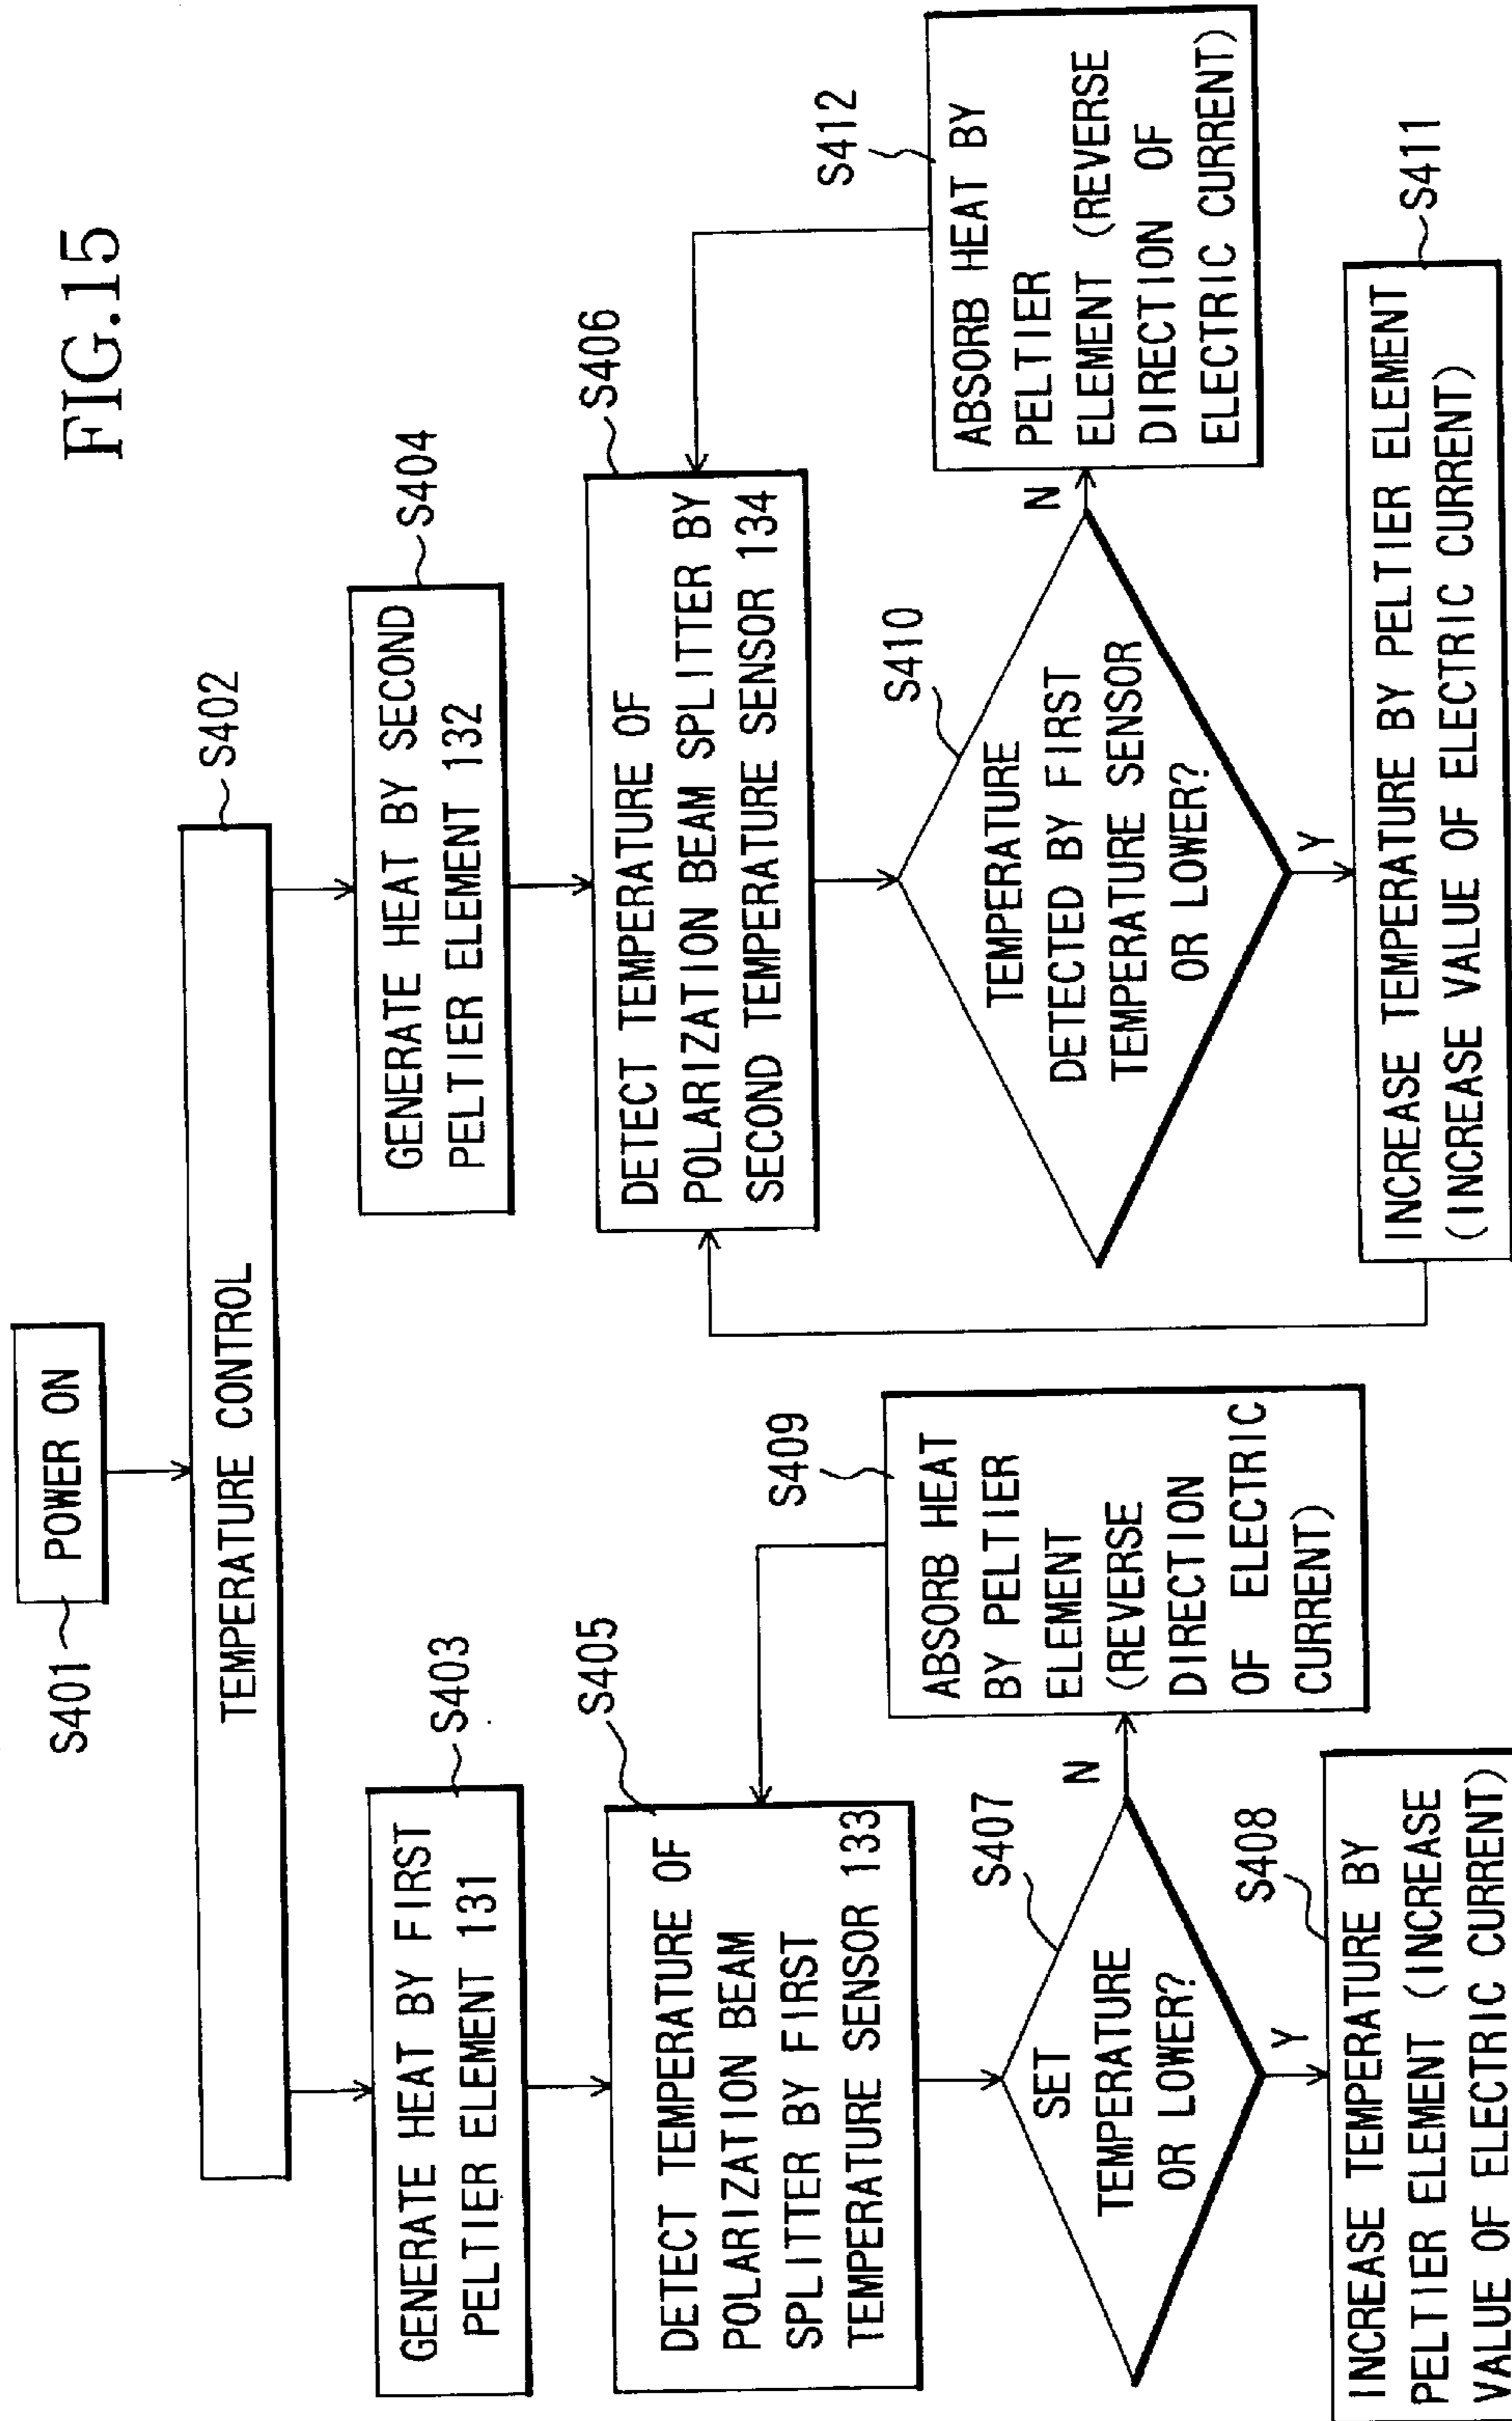 FIG.15
S401
POWER ON
S402
TEMPERATURE CONTROL
S403
GENERATE HEAT BY FIRST
PELTIER ELEMENT 131
S404
GENERATE HEAT BY SECOND
PELTIER ELEMENT 132
S405
DETECT TEMPERATURE OF
POLARIZATION BEAM
SPLITTER BY FIRST
TEMPERATURE SENSOR 133
S406
DETECT TEMPERATURE OF
POLARIZATION BEAM SPLITTER BY
SECOND TEMPERATURE SENSOR 134
S407
SET
TEMPERATURE
OR LOWER?
N
Y
S409
ABSORB HEAT
BY PELTIER
ELEMENT
(REVERSE
DIRECTION
OF ELECTRIC
CURRENT)
S408
INCREASE TEMPERATURE BY
PELTIER ELEMENT (INCREASE
VALUE OF ELECTRIC CURRENT)
S410
TEMPERATURE
DETECTED BY FIRST
TEMPERATURE SENSOR
OR LOWER?
N
Y
S412
ABSORB HEAT BY
PELTIER
ELEMENT (REVERSE
DIRECTION OF
ELECTRIC CURRENT)
S411
INCREASE TEMPERATURE BY PELTIER ELEMENT
(INCREASE VALUE OF ELECTRIC CURRENT)